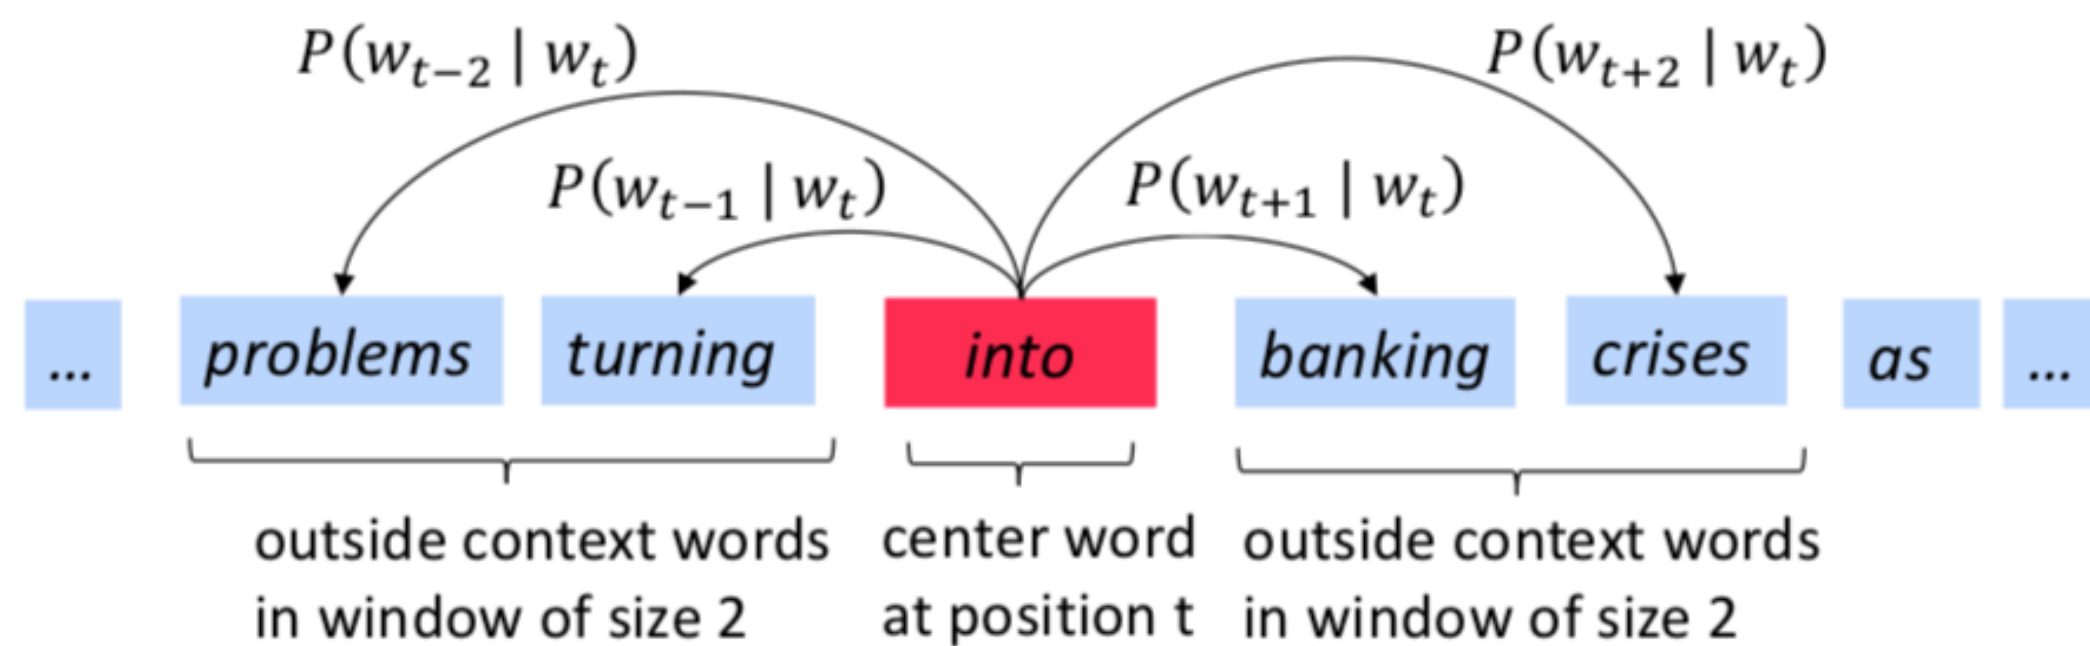 P(w_{t−2} | w_t)
P(w_{t+2} | w_t)
P(w_{t−1} | w_t)
P(w_{t+1} | w_t)
... problems turning into banking crises as ...
outside context words
in window of size 2
center word
at position t
outside context words
in window of size 2